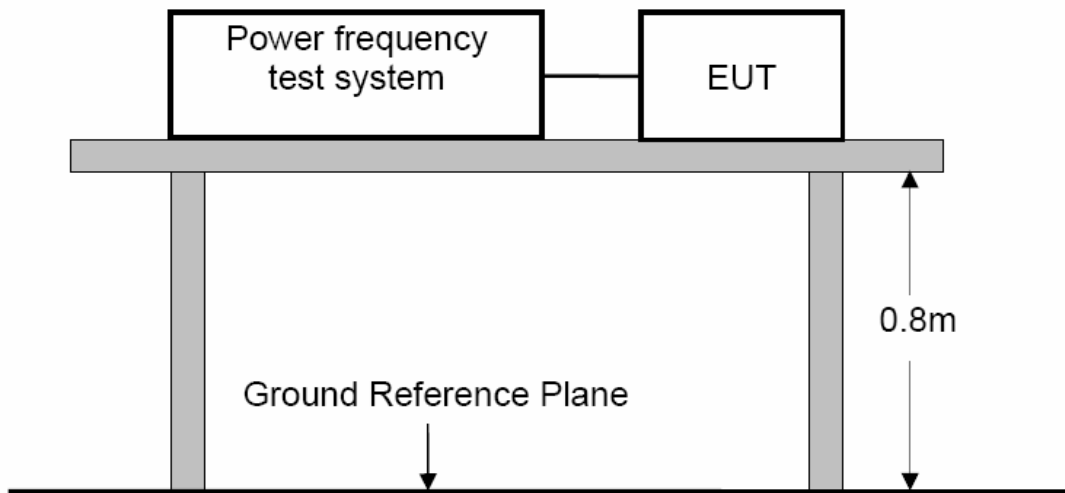 Power frequency
test system
EUT
0.8m
Ground Reference Plane